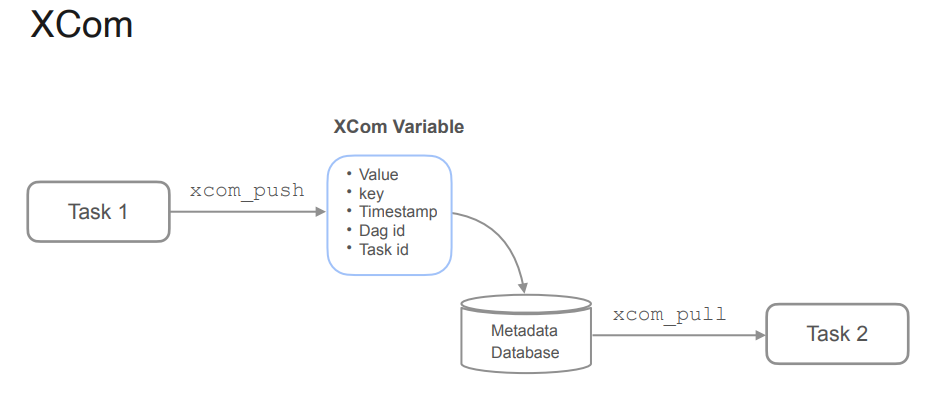 XCom
XCom Variable
Task 1
xcom_push
• Value
• key
• Timestamp
• Dag id
• Task id
Metadata
Database
xcom_pull
Task 2